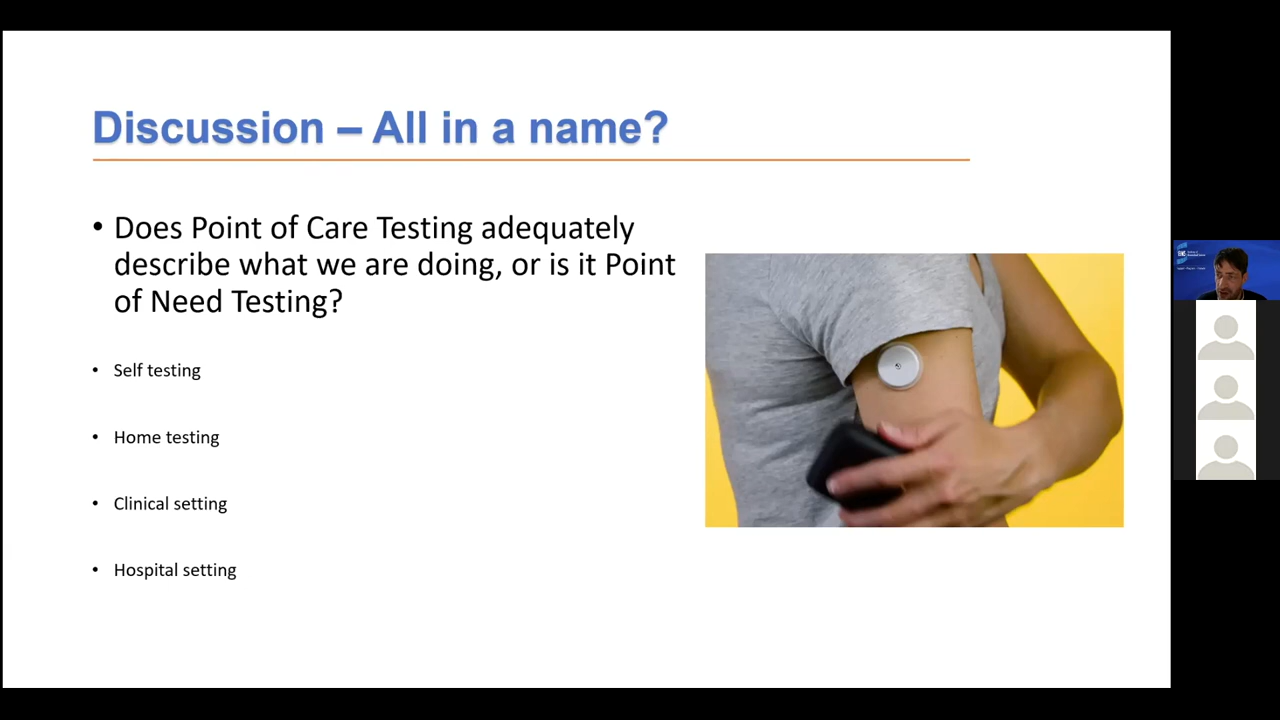 Discussion – All in a name?
• Does Point of Care Testing adequately
describe what we are doing, or is it Point
of Need Testing?
• Self testing
• Home testing
• Clinical setting
• Hospital setting